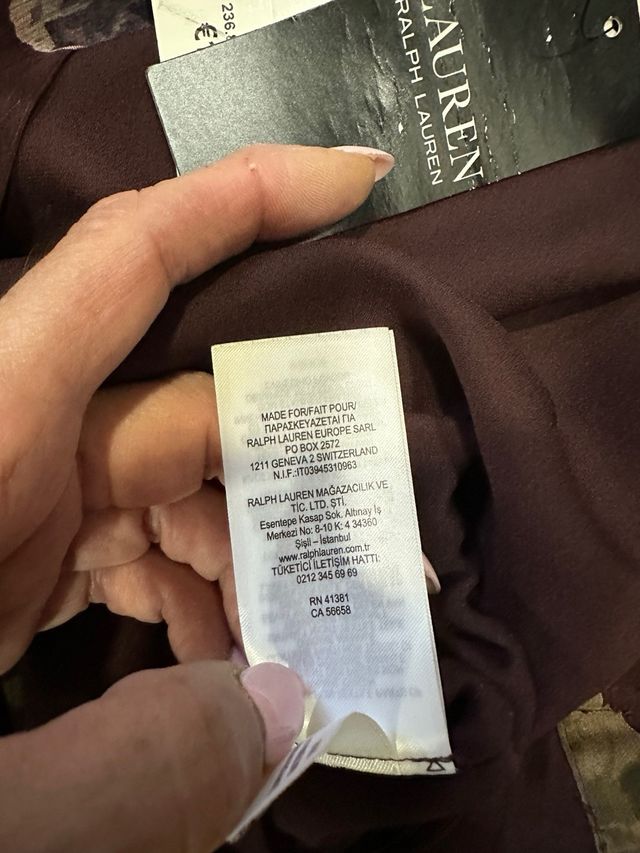 236.
€
LAUREN
RALPH LAUREN
MADE FOR/FAIT POUR/
ΠΑΡΑΣΚΕΥΑΖΕΤΑΙ ΓΙΑ
RALPH LAUREN EUROPE SARL
PO BOX 2572
1211 GENEVA 2 SWITZERLAND
N.I.F.:IT03945310963
RALPH LAUREN MAĞAZACILIK VE
TİC. LTD. ŞTİ.
Esentepe Kasap Sok. Altınay İş
Merkezi No: 8-10 K: 4 34360
Şişli – İstanbul
www.ralphlauren.com.tr
TÜKETİCİ İLETİŞİM HATTI:
0212 345 69 69
RN 41381
CA 56658